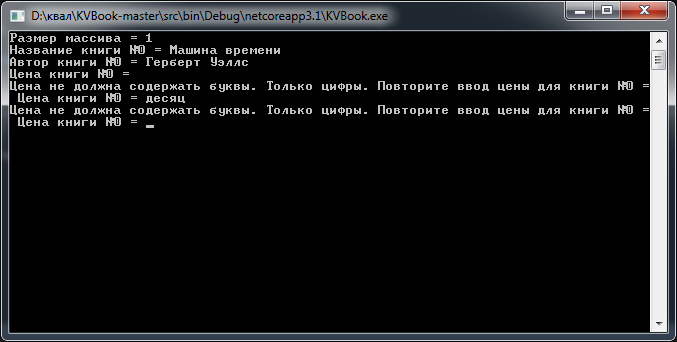 D:\квал\KVBook-master\src\bin\Debug\netcoreapp3.1\KVBook.exe
Размер массива = 1
Название книги №0 = Машина времени
Автор книги №0 = Герберт Уэллс
Цена книги №0 =
Цена не должна содержать буквы. Только цифры. Повторите ввод цены для книги №0 =
Цена книги №0 = десяц
Цена не должна содержать буквы. Только цифры. Повторите ввод цены для книги №0 =
Цена книги №0 = _